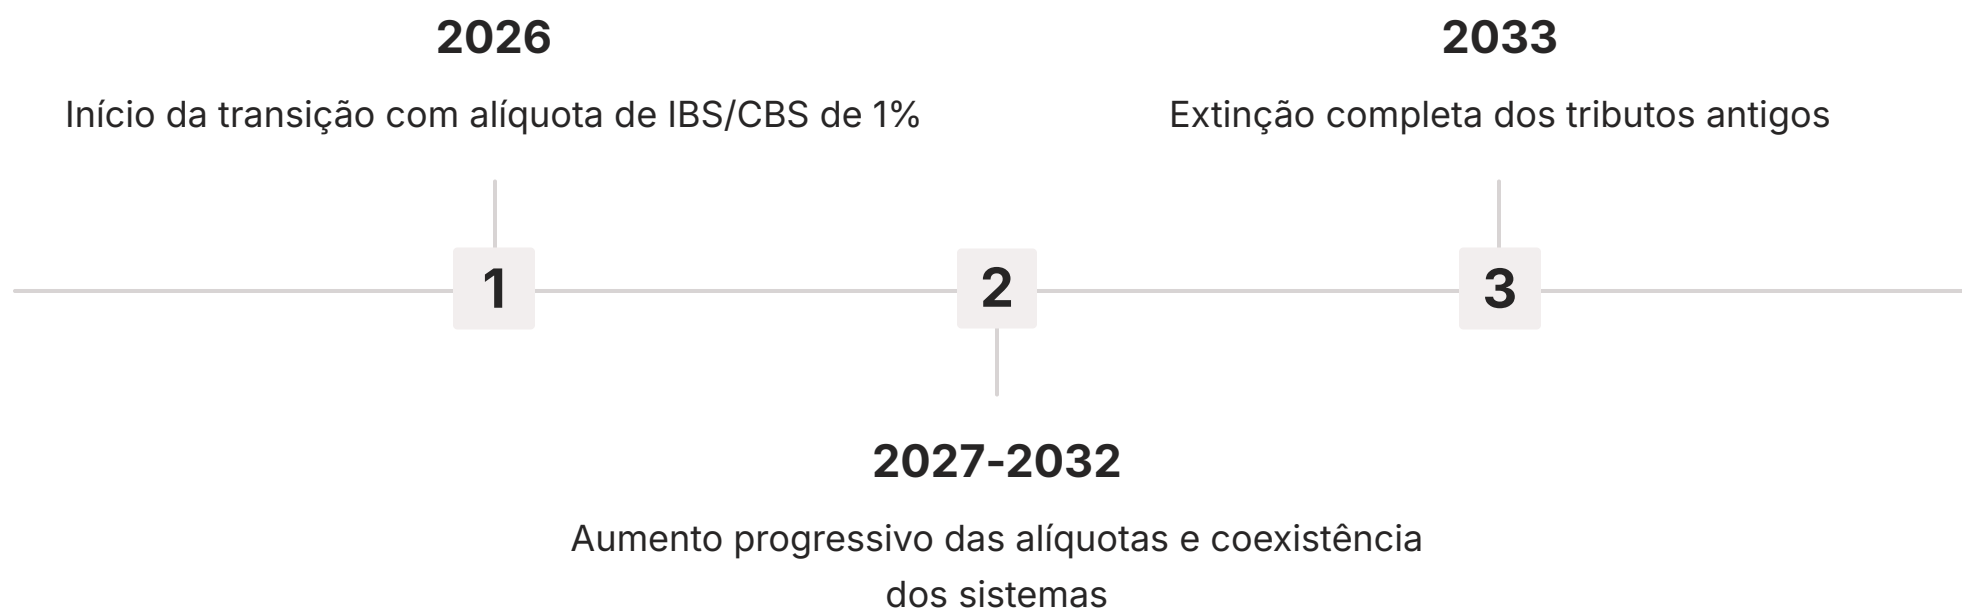 2026
Início da transição com alíquota de IBS/CBS de 1%
1
2
2027-2032
Aumento progressivo das alíquotas e coexistência
dos sistemas
2033
Extinção completa dos tributos antigos
3